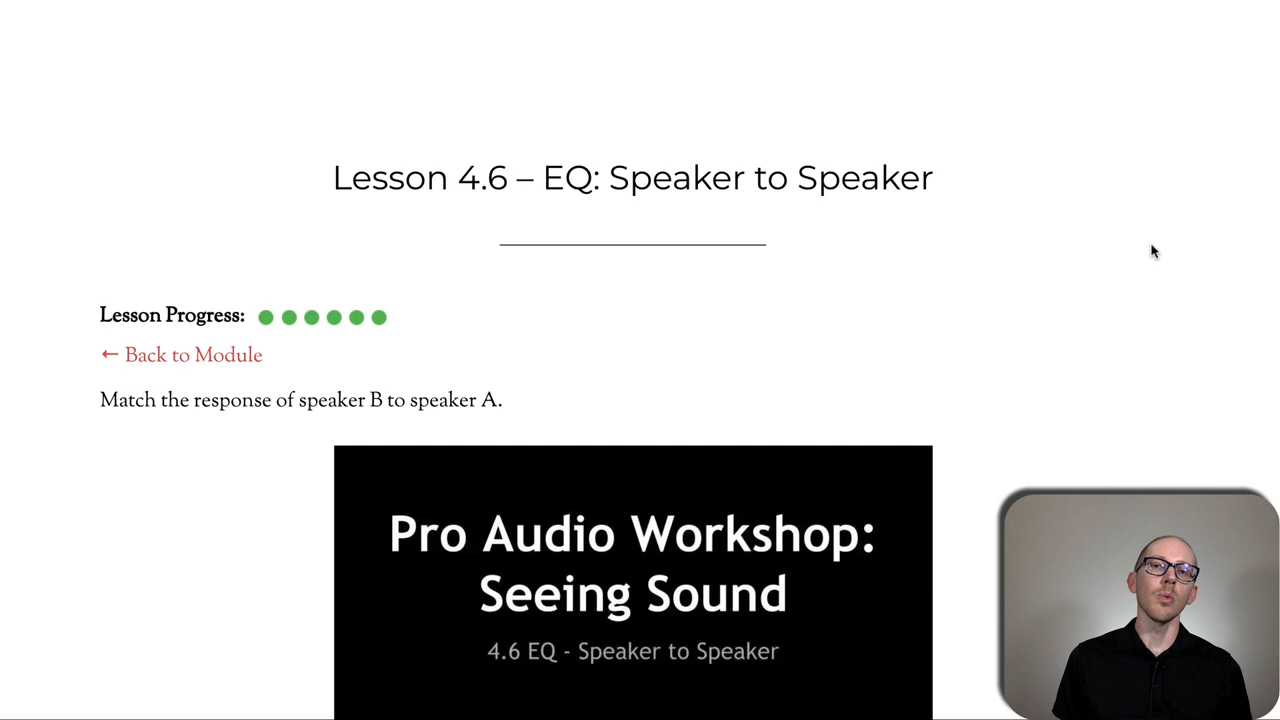 Lesson 4.6 – EQ: Speaker to Speaker
Lesson Progress:
← Back to Module
Match the response of speaker B to speaker A.
Pro Audio Workshop:
Seeing Sound
4.6 EQ - Speaker to Speaker